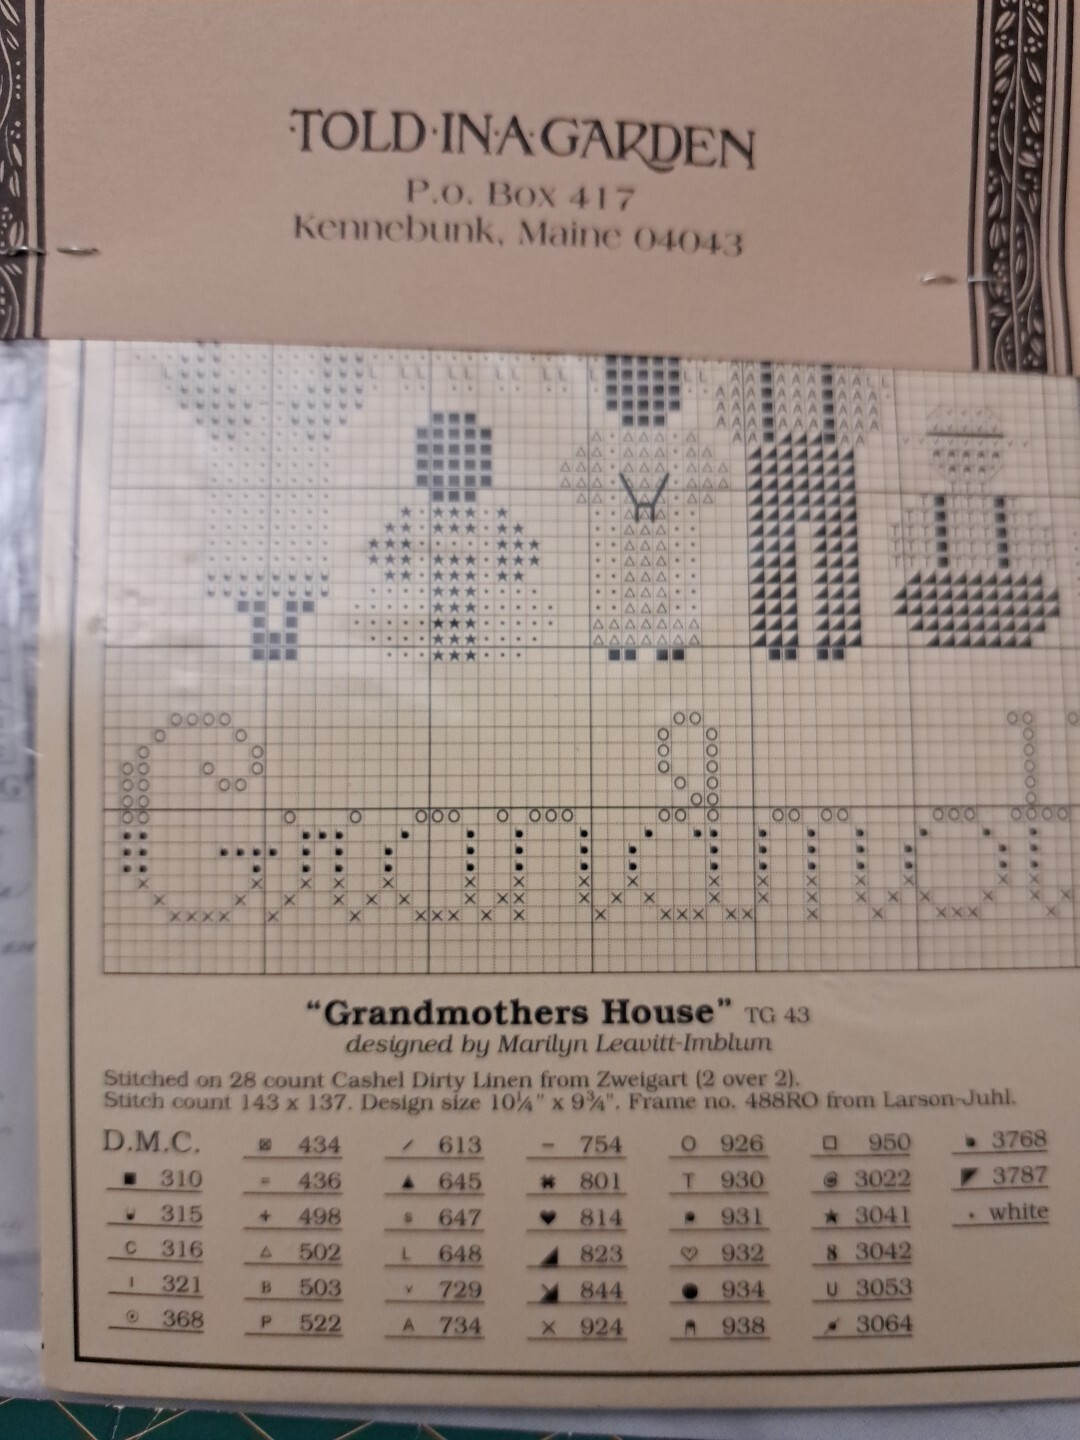 ·TOLD·IN·A·GARDEN
P.O. Box 417
Kennebunk, Maine 04043
Grandmot
"Grandmothers House" TG 43
designed by Marilyn Leavitt-Imblum
Stitched on 28 count Cashel Dirty Linen from Zweigart (2 over 2).
Stitch count 143 x 137. Design size 10¼" x 9¾". Frame no. 488RO from Larson-Juhl.
D.M.C.
■ 310
315
C 316
I 321
⊙ 368
⊠ 434
= 436
+ 498
△ 502
B 503
P 522
/ 613
▲ 645
s 647
L 648
v 729
A 734
– 754
801
♥ 814
◢ 823
844
X 924
O 926
T 930
931
♡ 932
● 934
938
□ 950
@ 3022
★ 3041
8 3042
U 3053
3064
3768
◤ 3787
· white